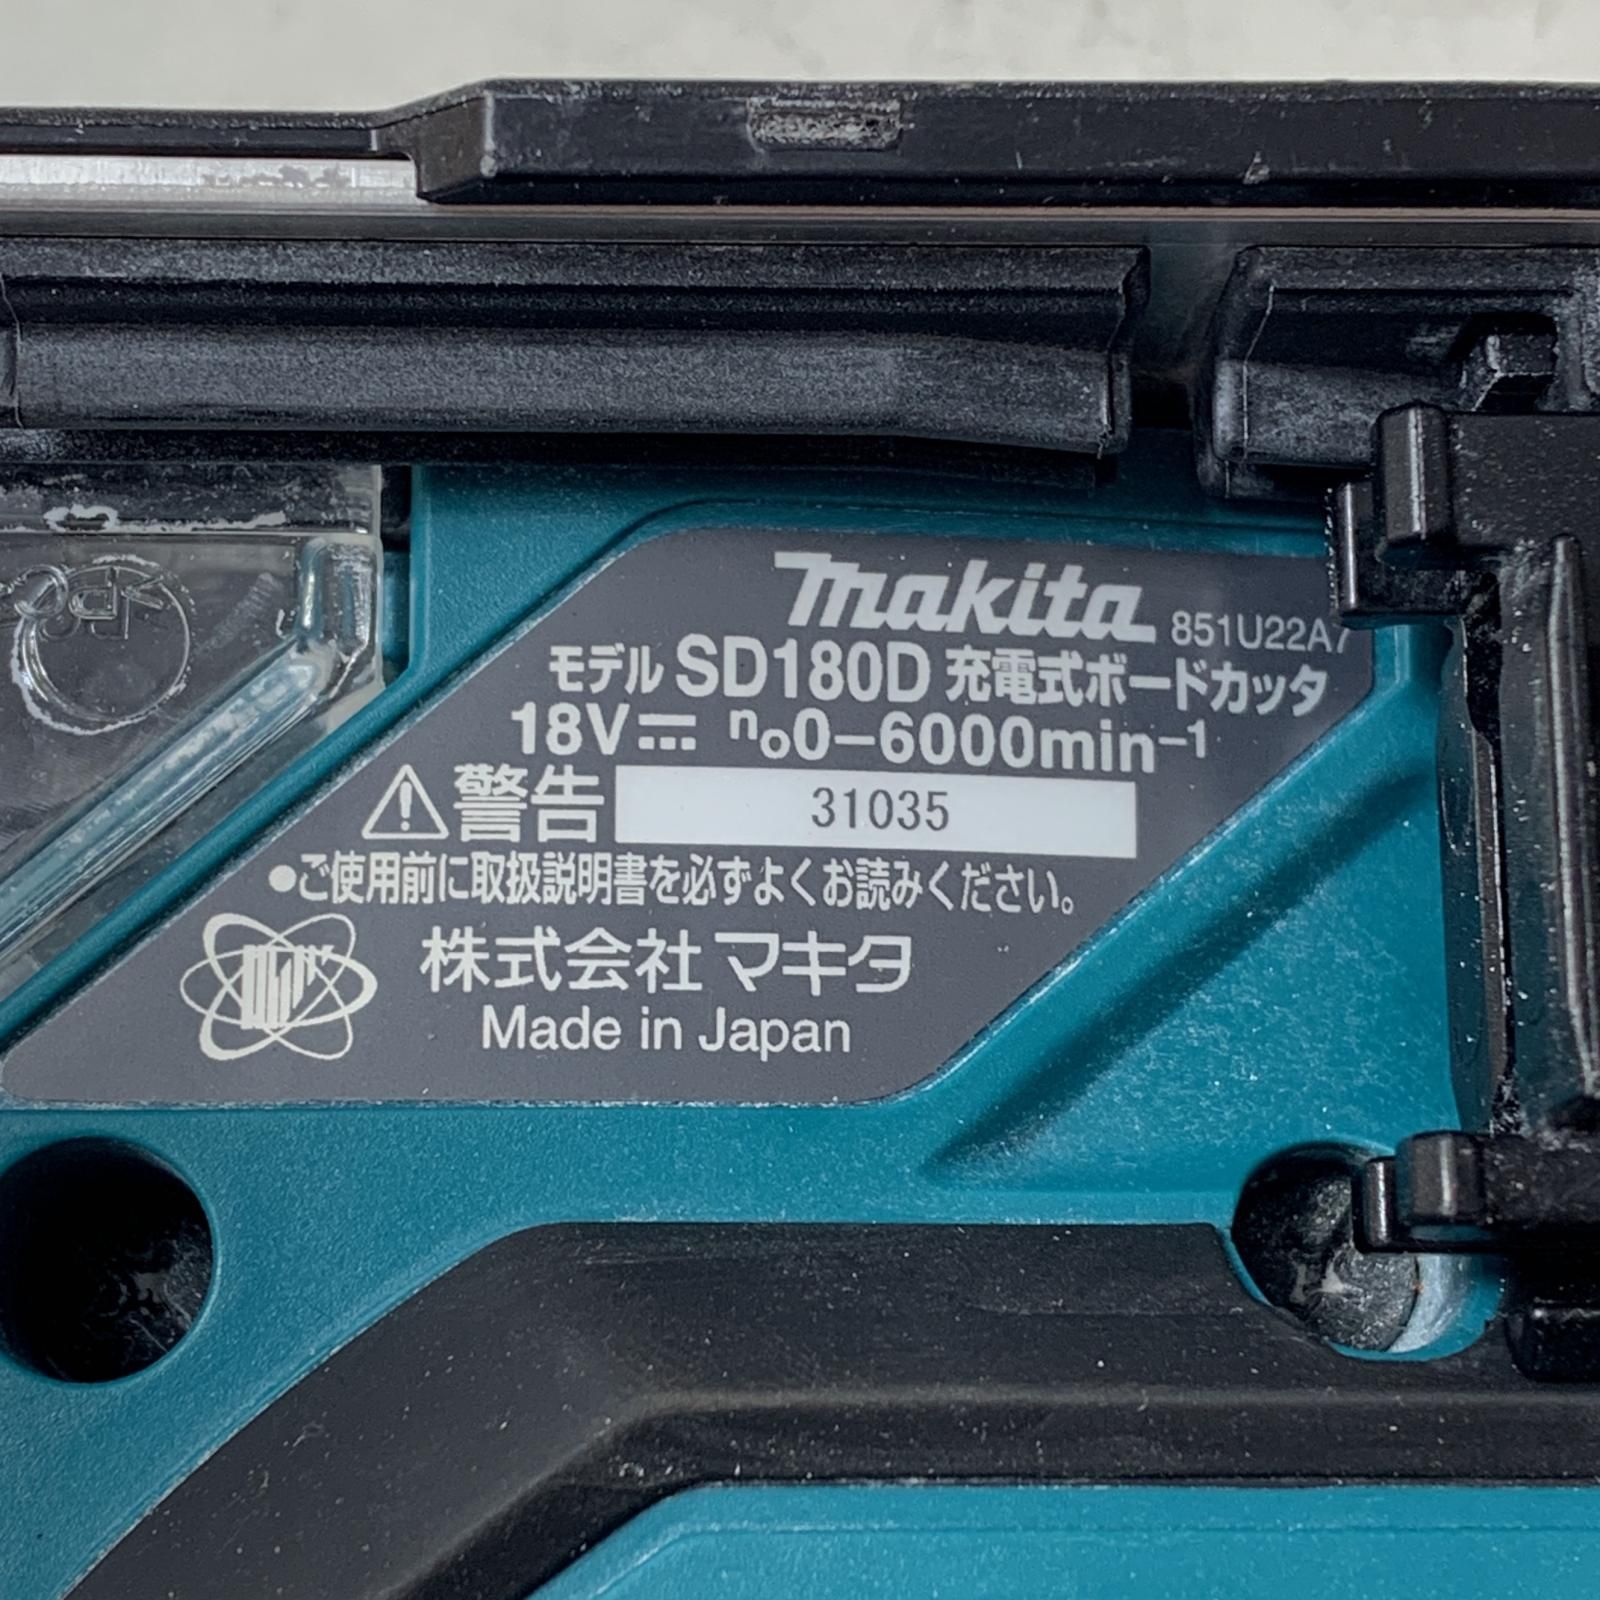 makita 851U22A7
モデル SD180D 充電式ボードカッタ
18V⎓ no0-6000min-1
⚠警告 31035
●ご使用前に取扱説明書を必ずよくお読みください。
株式会社マキタ
Made in Japan